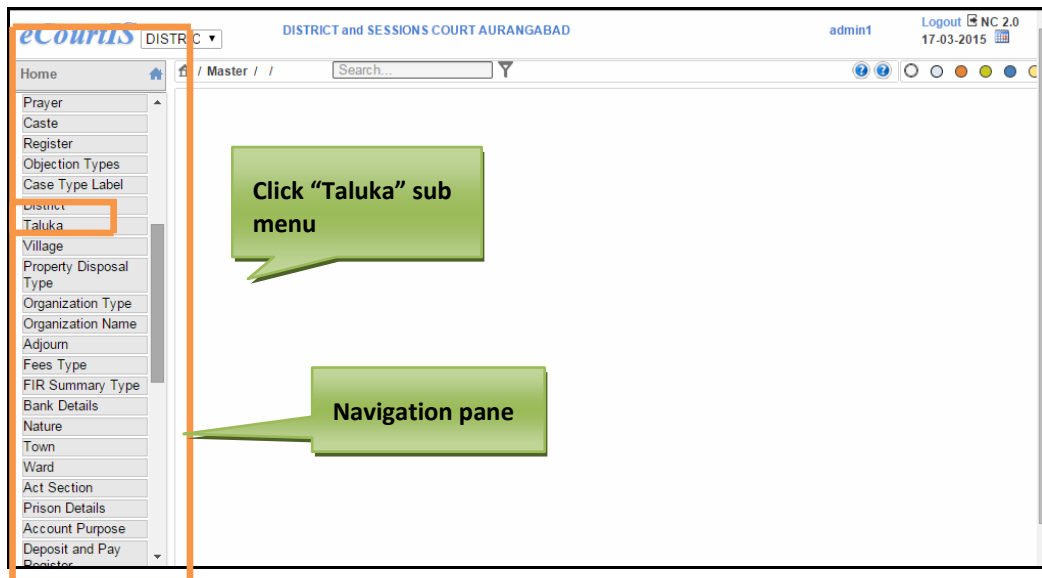 eCourtIS DISTRIC DISTRICT and SESSIONS COURT AURANGABAD admin1 Logout NC 2.0
17-03-2015
Home / Master / / Search...
Prayer
Caste
Register
Objection Types
Case Type Label
District
Taluka
Village
Property Disposal
Type
Organization Type
Organization Name
Adjourn
Fees Type
FIR Summary Type
Bank Details
Nature
Town
Ward
Act Section
Prison Details
Account Purpose
Deposit and Pay
Register
Click “Taluka” sub
menu
Navigation pane